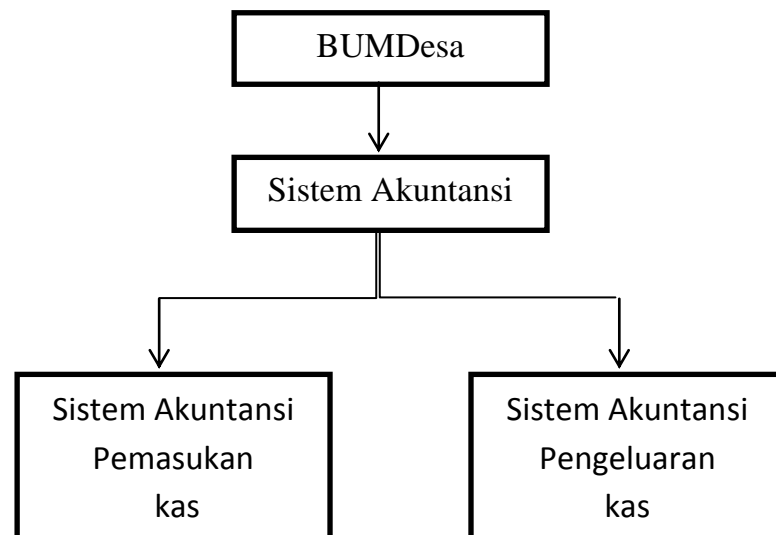 BUMDesa
Sistem Akuntansi
Sistem Akuntansi
Pemasukan
kas
Sistem Akuntansi
Pengeluaran
kas